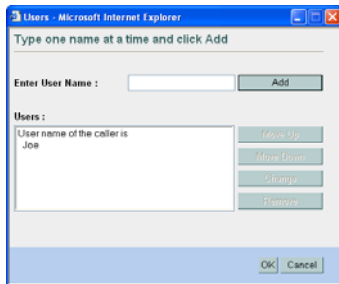 Users - Microsoft Internet Explorer
Type one name at a time and click Add
Enter User Name :
Add
Users :
User name of the caller is
Joe
Move Up
Move Down
Change
Remove
OK
Cancel